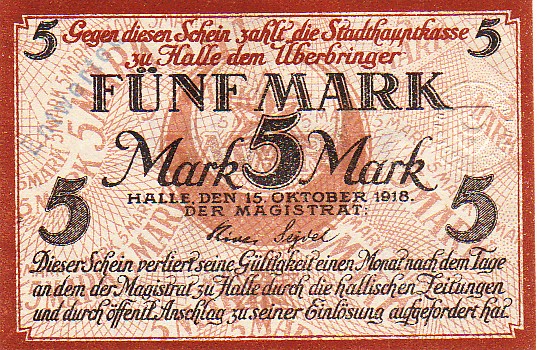 5 Gegen diesen Schein zahlt die Stadthauptkasse 5
zu Halle dem Überbringer
FÜNF MARK
Mark 5 Mark
HALLE, DEN 15. OKTOBER 1918.
DER MAGISTRAT:
5 5
Dieser Schein verliert seine Gültigkeit einen Monat nach dem Tage
an dem der Magistrat zu Halle durch die hallischen Zeitungen
und durch öffentl. Anschlag zu seiner Einlösung aufgefordert hat.